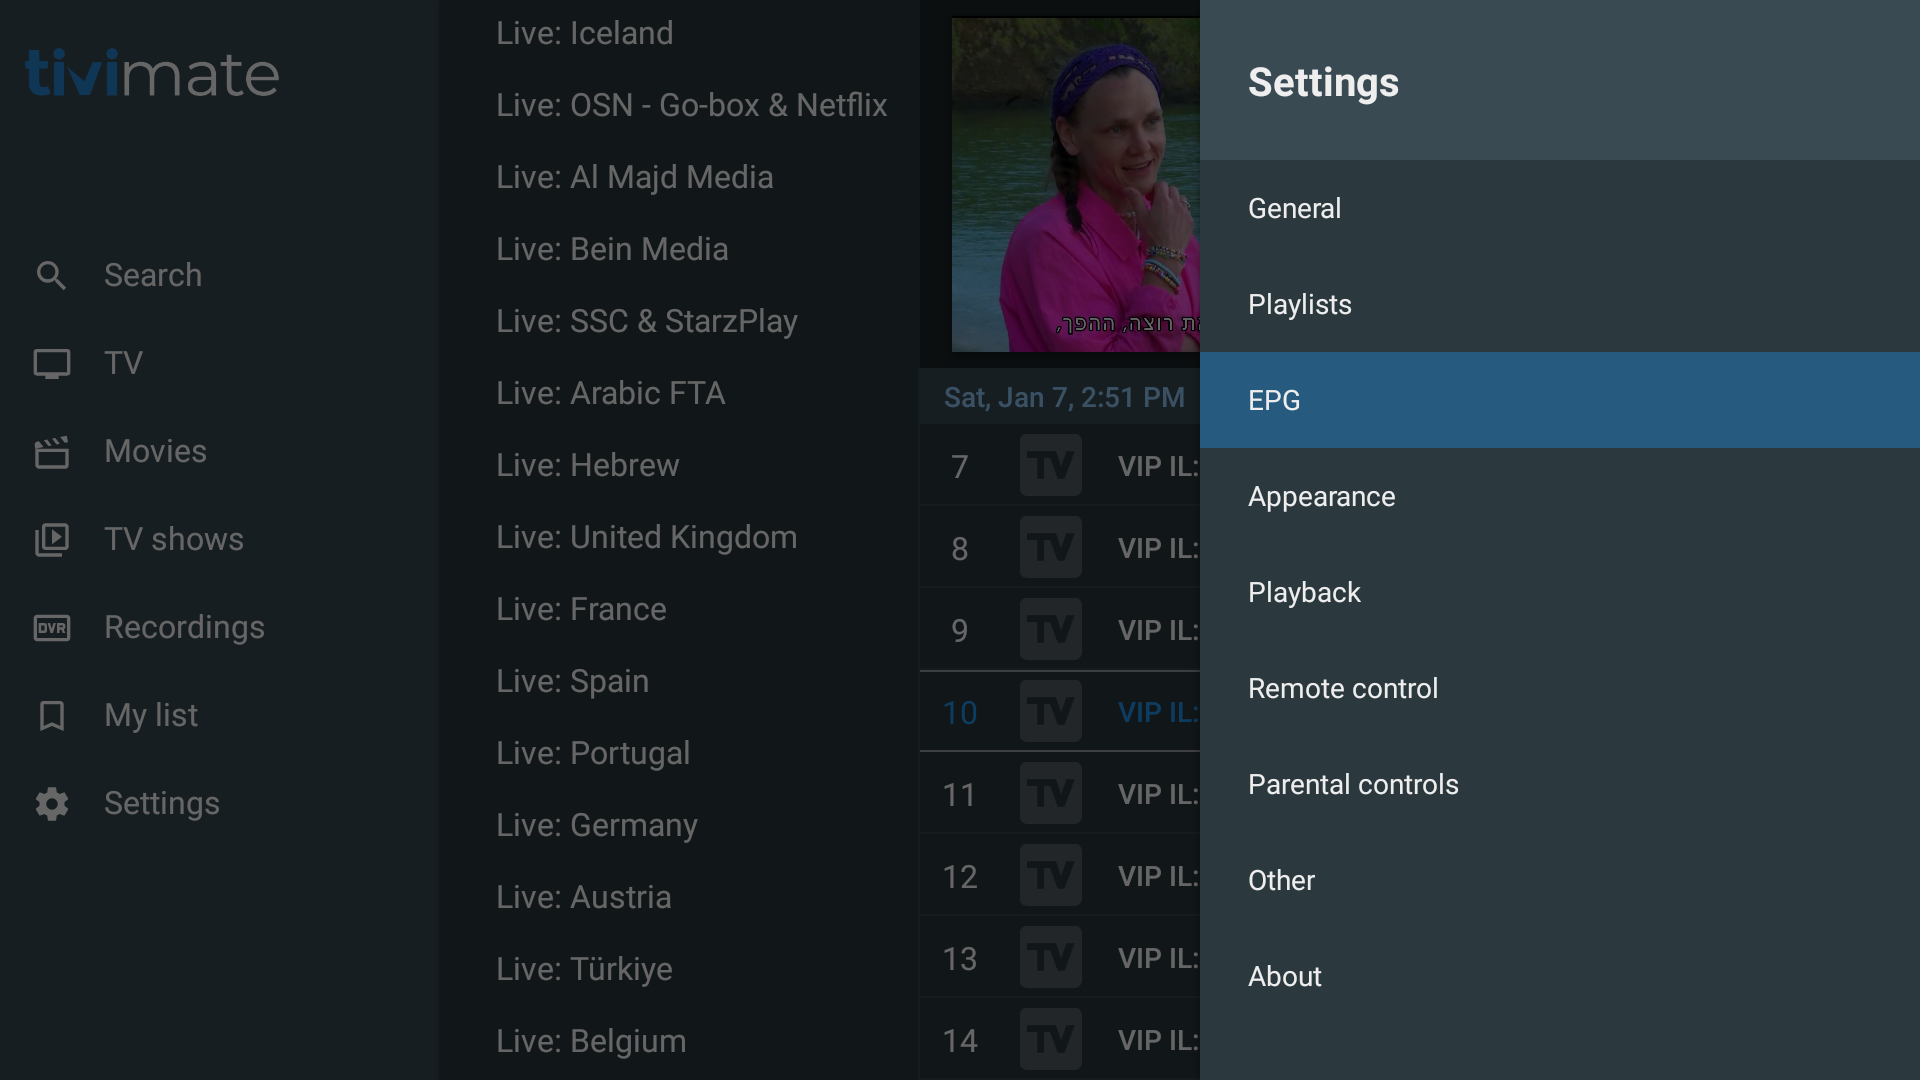 tivimate
Search
TV
Movies
TV shows
DVR
Recordings
My list
Settings
Live: Iceland
Live: OSN - Go-box & Netflix
Live: Al Majd Media
Live: Bein Media
Live: SSC & StarzPlay
Live: Arabic FTA
Live: Hebrew
Live: United Kingdom
Live: France
Live: Spain
Live: Portugal
Live: Germany
Live: Austria
Live: Türkiye
Live: Belgium
רוצה, ההפך,
Sat, Jan 7, 2:51 PM
7 TV VIP IL:
8 TV VIP IL:
9 TV VIP IL:
10 TV VIP IL:
11 TV VIP IL:
12 TV VIP IL:
13 TV VIP IL:
14 TV VIP IL:
Settings
General
Playlists
EPG
Appearance
Playback
Remote control
Parental controls
Other
About